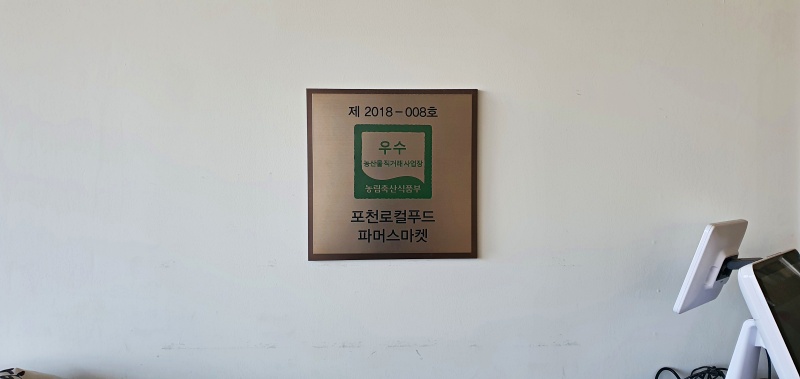 제 2018-008호
우수
농산물 직거래 사업장
농림축산식품부
포천로컬푸드
파머스마켓